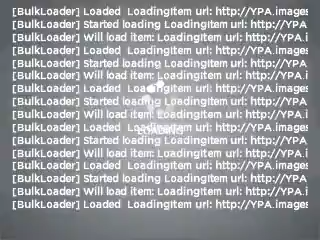 [BulkLoader] Loaded  LoadingItem url: http://YPA.images
[BulkLoader] Started loading LoadingItem url: http://YPA
[BulkLoader] Will load item: LoadingItem url: http://YPA.i
[BulkLoader] Loaded  LoadingItem url: http://YPA.images
[BulkLoader] Started loading LoadingItem url: http://YPA
[BulkLoader] Will load item: LoadingItem url: http://YPA.i
[BulkLoader] Loaded  LoadingItem url: http://YPA.images
[BulkLoader] Started loading LoadingItem url: http://YPA
[BulkLoader] Will load item: LoadingItem url: http://YPA.i
[BulkLoader] Loaded  LoadingItem url: http://YPA.images
LOADING
[BulkLoader] Started loading LoadingItem url: http://YPA
[BulkLoader] Will load item: LoadingItem url: http://YPA.i
[BulkLoader] Loaded  LoadingItem url: http://YPA.images
[BulkLoader] Started loading LoadingItem url: http://YPA
[BulkLoader] Will load item: LoadingItem url: http://YPA.i
[BulkLoader] Loaded  LoadingItem url: http://YPA.images